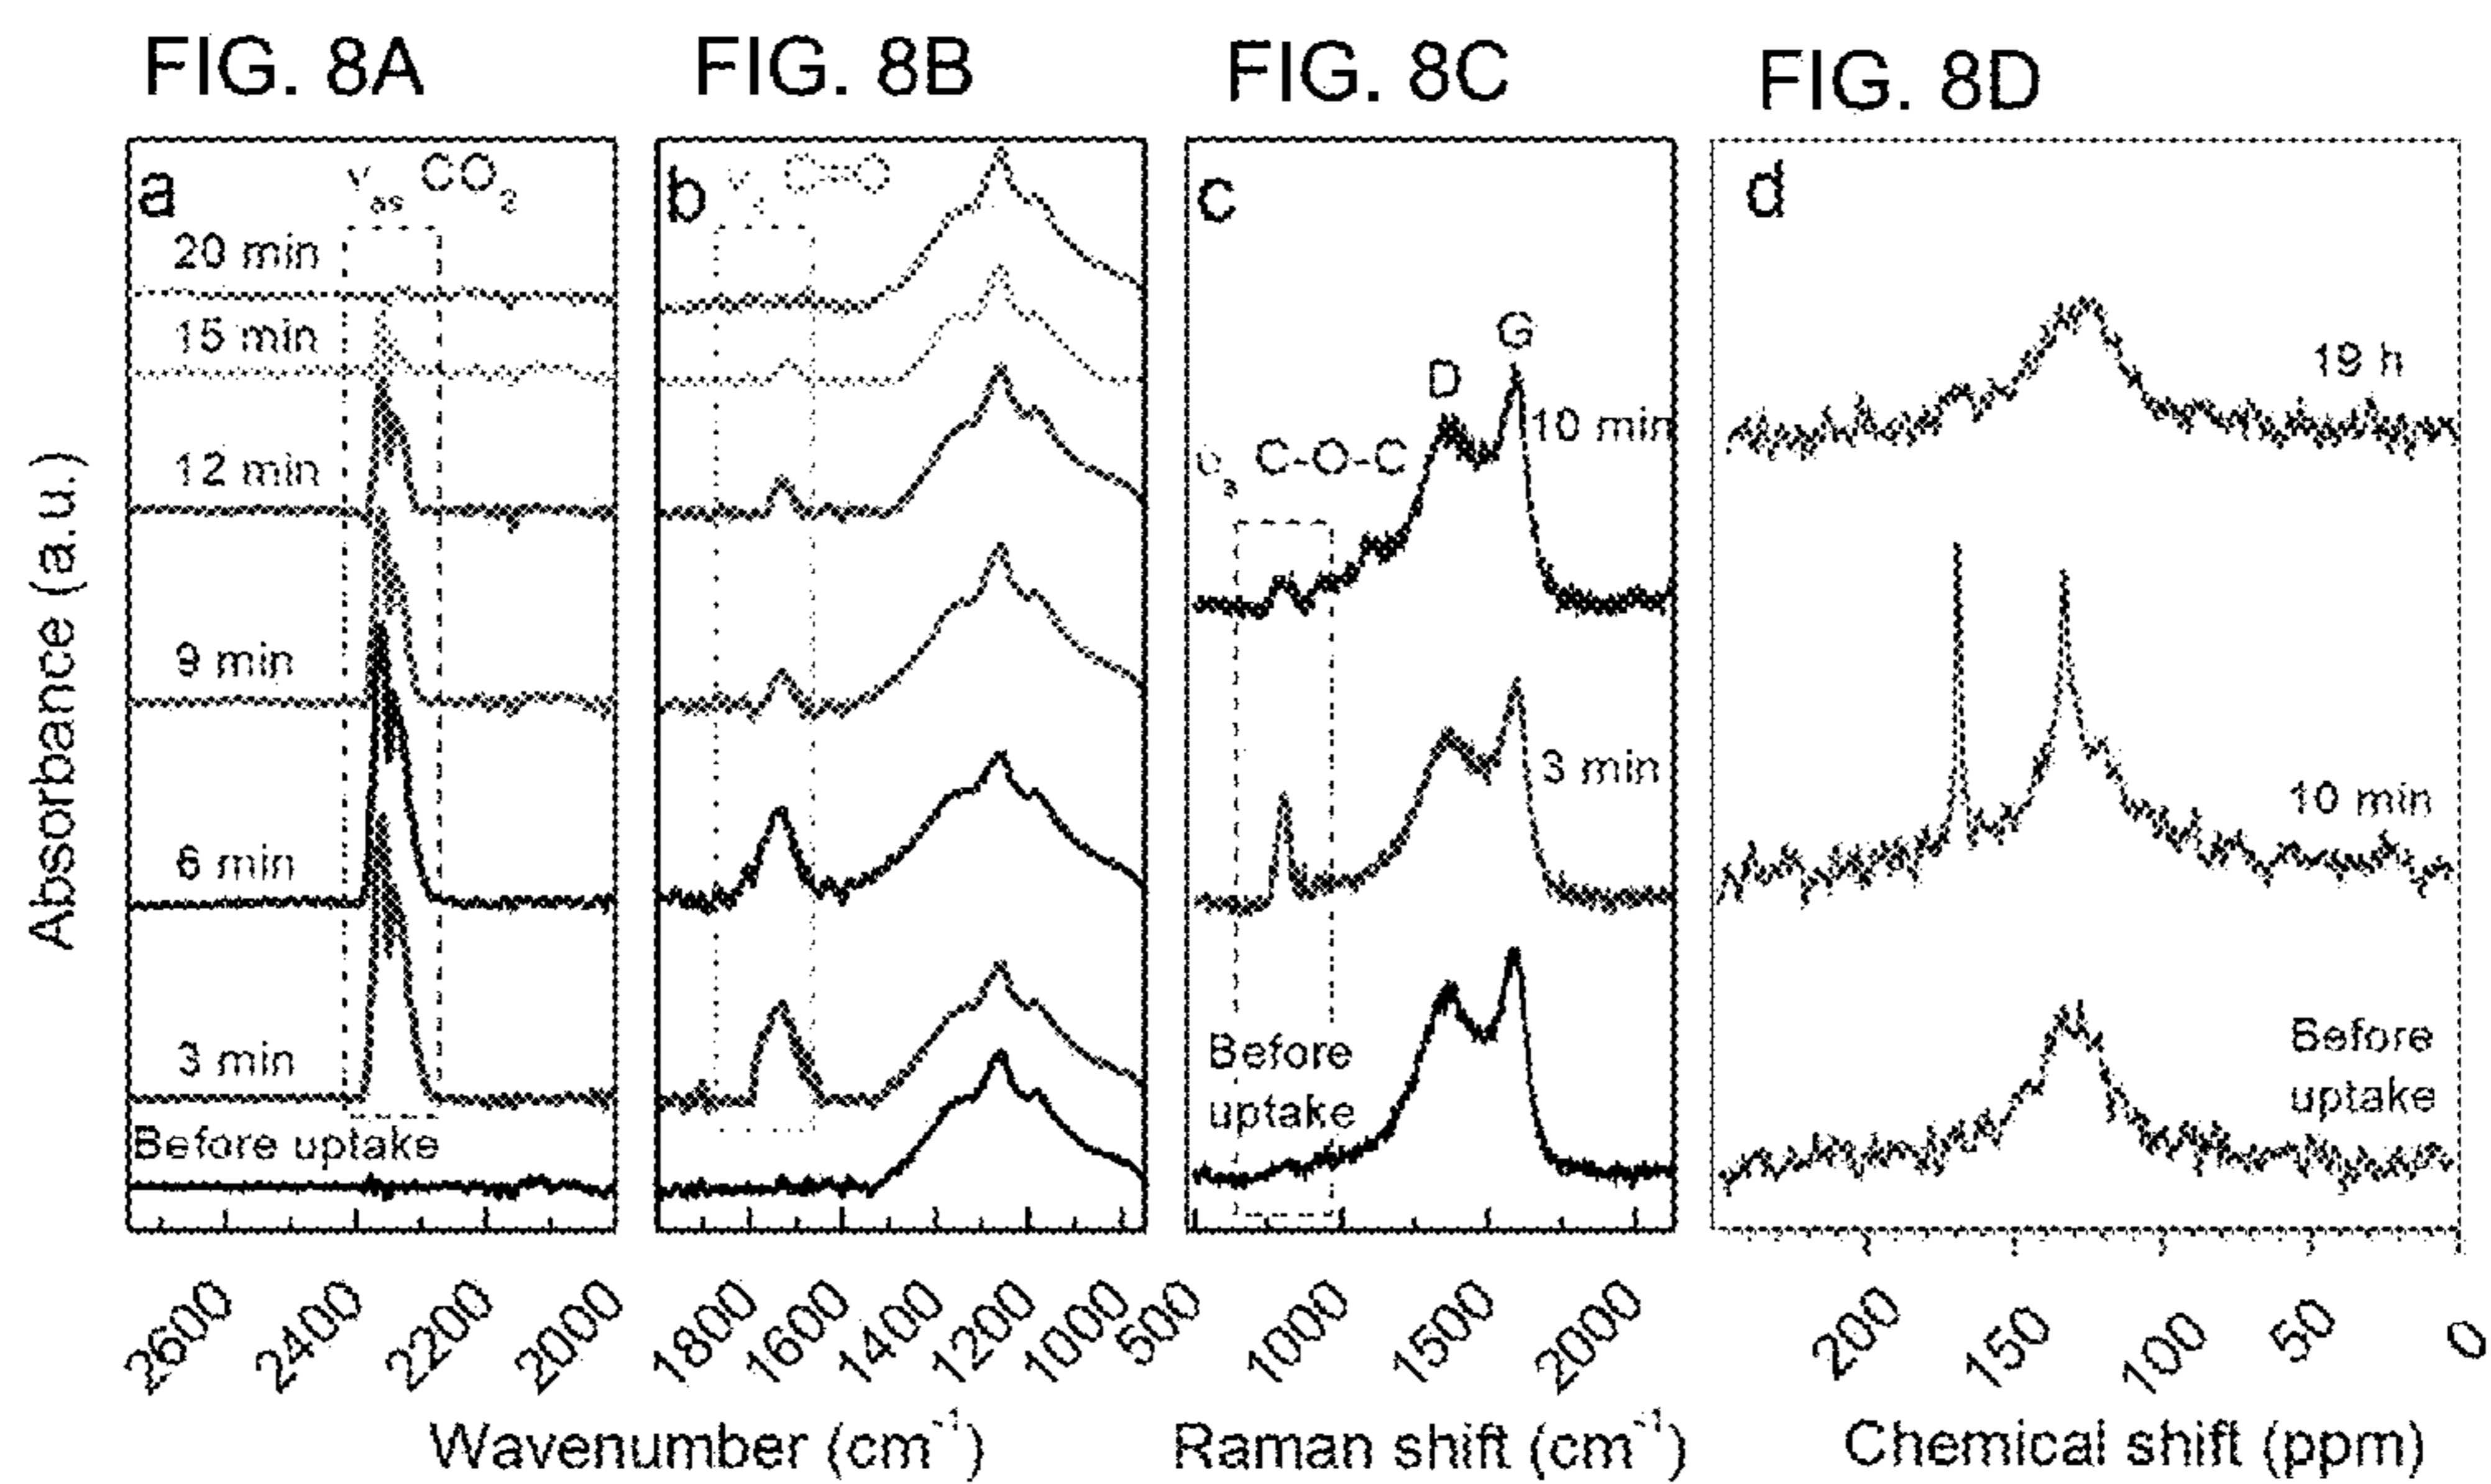 FIG. 8A
FIG. 8B
FIG. 8C
FIG. 8D
Absorbance (a.u.)
a
νas CO2
20 min
15 min
12 min
9 min
6 min
3 min
Before uptake
2600
2400
2200
2000
b
C=O
1800
1600
1400
1200
1000
Wavenumber (cm-1)
c
C-O-C
D
G
10 min
3 min
Before
uptake
500
1000
1500
2000
Raman shift (cm-1)
d
19 h
10 min
Before
uptake
200
150
100
50
0
Chemical shift (ppm)